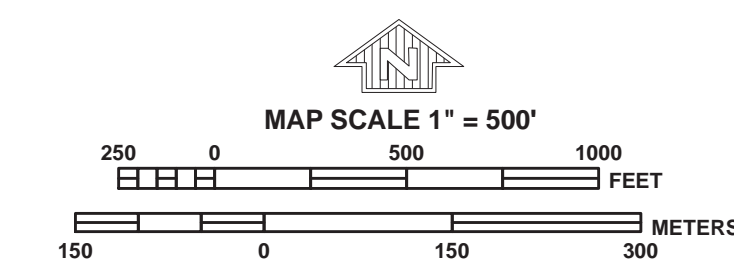 N
MAP SCALE 1" = 500'
250 0 500 1000
FEET
METERS
150 0 150 300